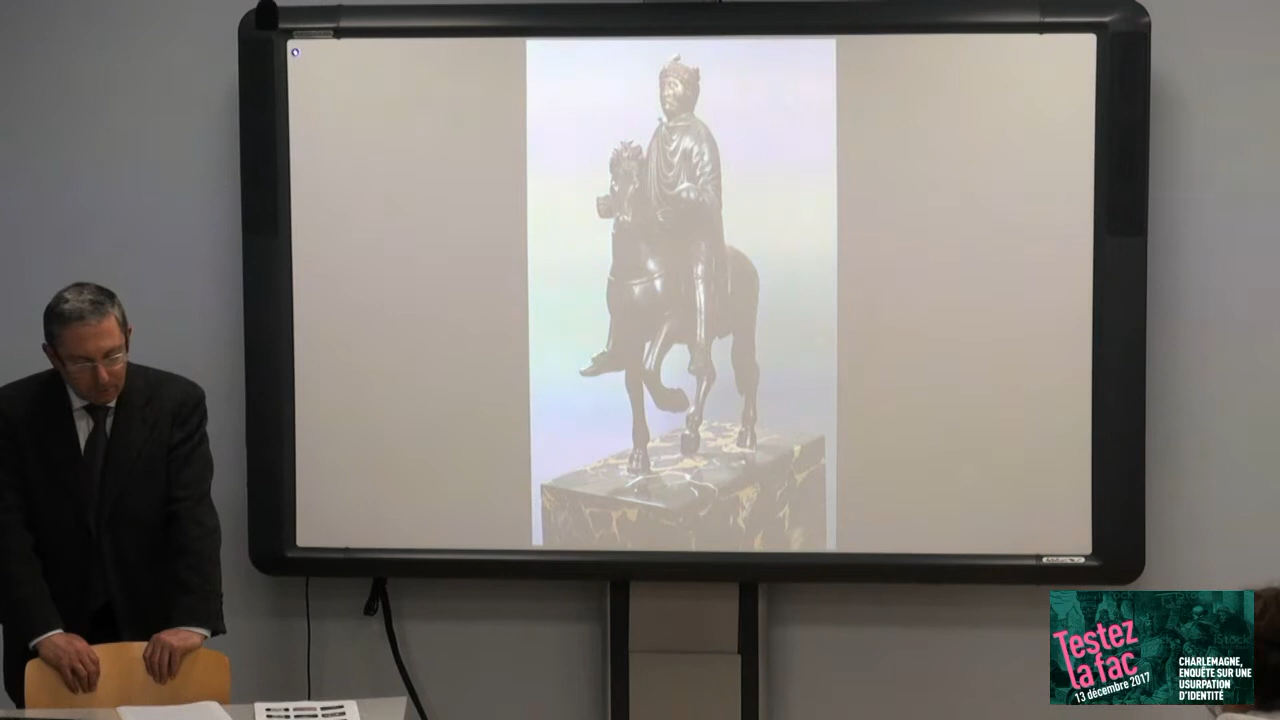 Testez
la fac
13 décembre 2017
CHARLEMAGNE,
ENQUÊTE SUR UNE
USURPATION
D'IDENTITÉ